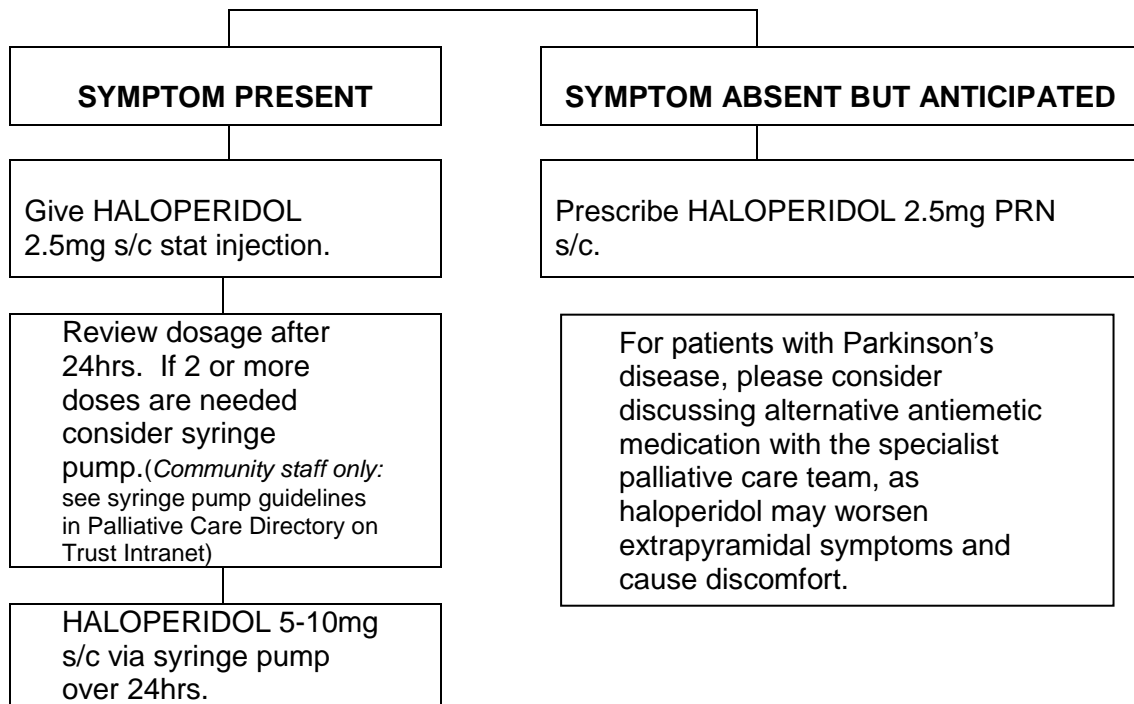 SYMPTOM PRESENT
SYMPTOM ABSENT BUT ANTICIPATED
Give HALOPERIDOL
2.5mg s/c stat injection.
Prescribe HALOPERIDOL 2.5mg PRN
s/c.
Review dosage after
24hrs.  If 2 or more
doses are needed
consider syringe
pump.(Community staff only:
see syringe pump guidelines
in Palliative Care Directory on
Trust Intranet)
For patients with Parkinson’s
disease, please consider
discussing alternative antiemetic
medication with the specialist
palliative care team, as
haloperidol may worsen
extrapyramidal symptoms and
cause discomfort.
HALOPERIDOL 5-10mg
s/c via syringe pump
over 24hrs.